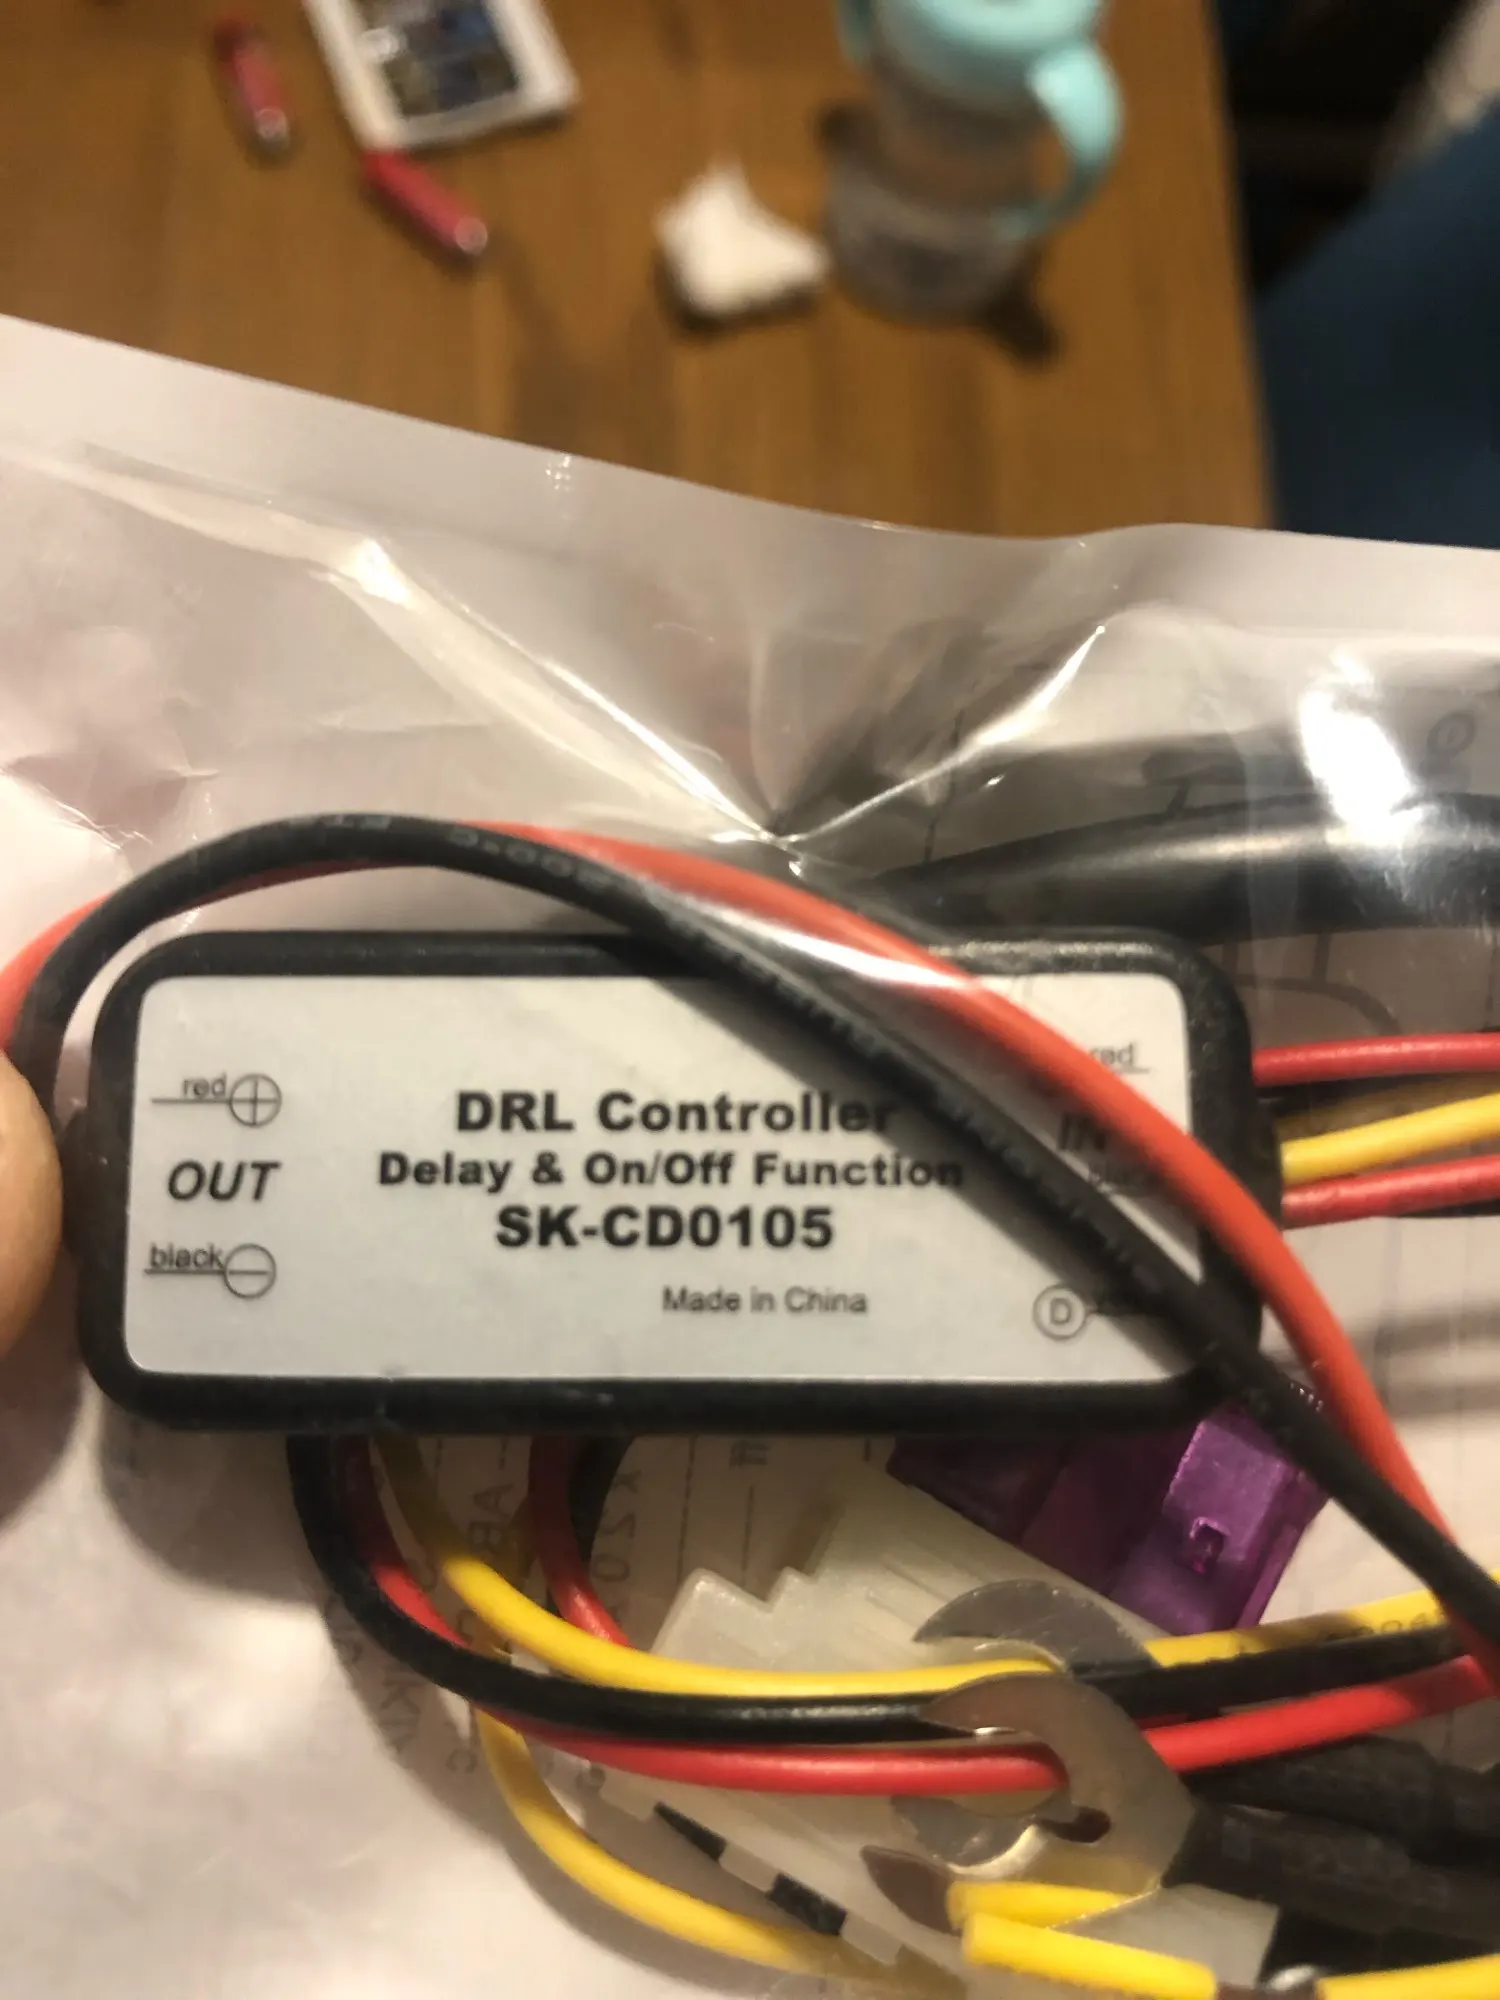 red
OUT
black
DRL Controller
Delay & On/Off Function
SK-CD0105
Made in China
red
IN
D